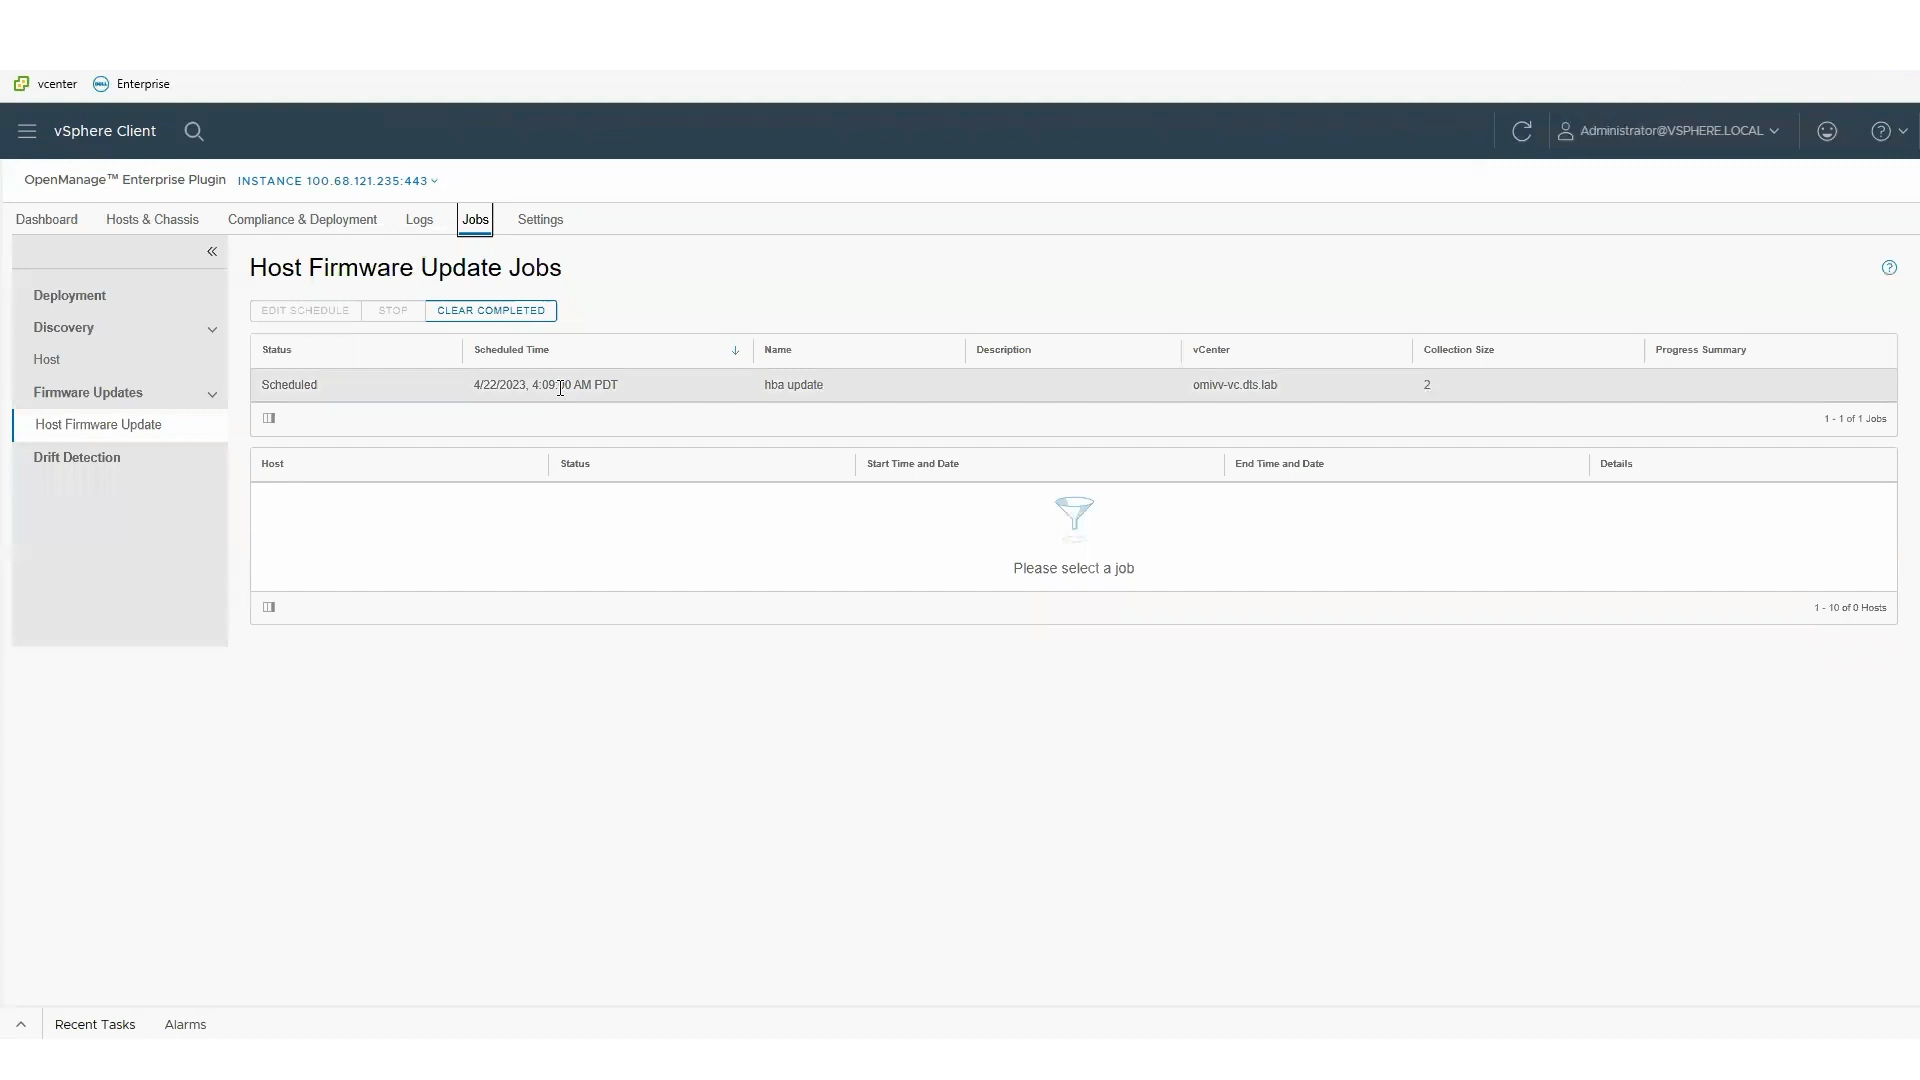 vcenter Enterprise
vSphere Client Administrator@VSPHERE.LOCAL
OpenManage™ Enterprise Plugin INSTANCE 100.68.121.235:443
Dashboard Hosts & Chassis Compliance & Deployment Logs Jobs Settings
Deployment
Discovery
Host
Firmware Updates
Host Firmware Update
Drift Detection
Host Firmware Update Jobs
EDIT SCHEDULE STOP CLEAR COMPLETED
Status Scheduled Time Name Description vCenter Collection Size Progress Summary
Scheduled 4/22/2023, 4:09:00 AM PDT hba update omivv-vc.dts.lab 2
1 - 1 of 1 Jobs
Host Status Start Time and Date End Time and Date Details
Please select a job
1 - 10 of 0 Hosts
Recent Tasks Alarms